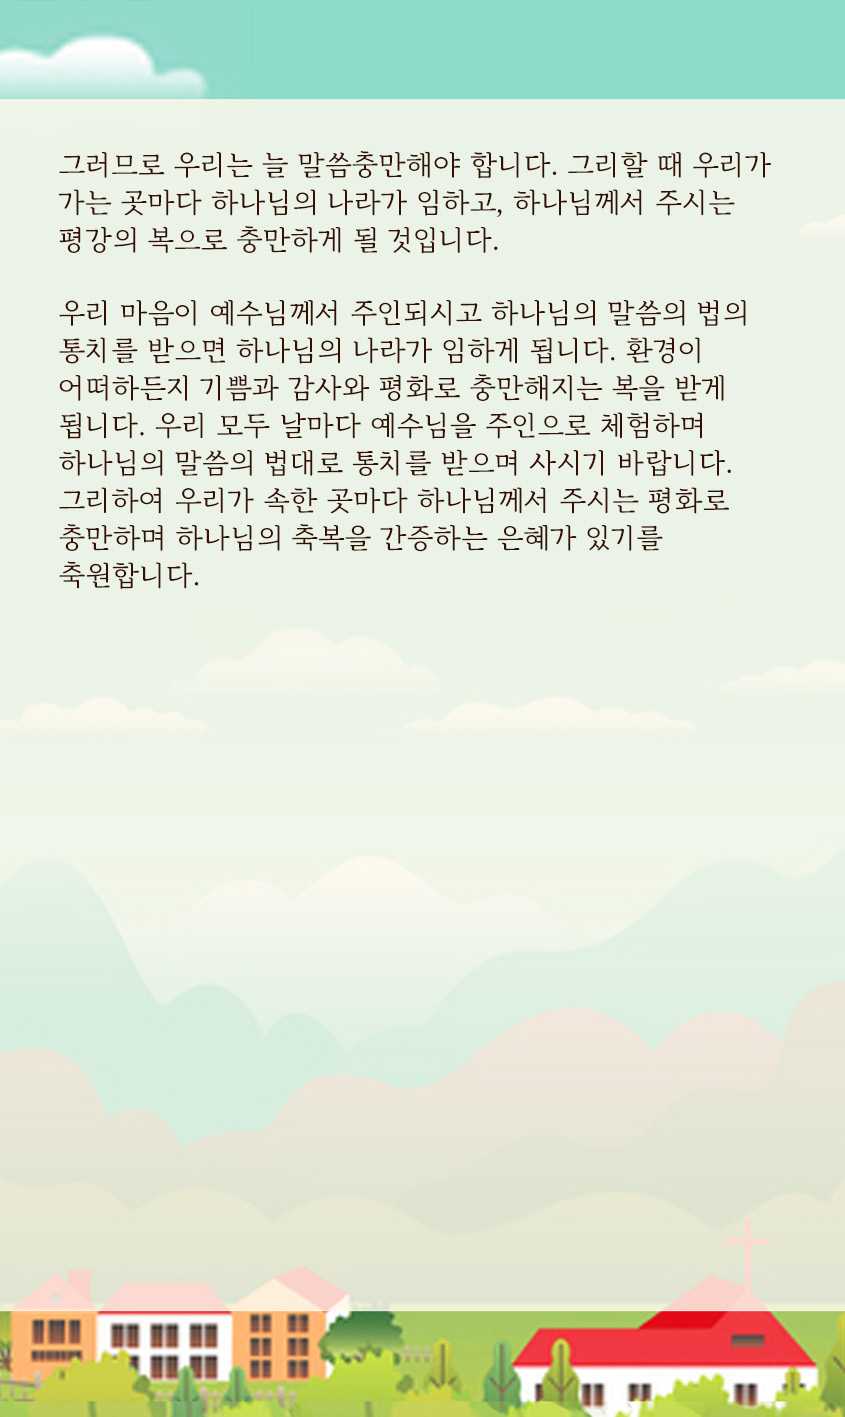 그러므로 우리는 늘 말씀충만해야 합니다. 그리할 때 우리가
가는 곳마다 하나님의 나라가 임하고, 하나님께서 주시는
평강의 복으로 충만하게 될 것입니다.
우리 마음이 예수님께서 주인되시고 하나님의 말씀의 법의
통치를 받으면 하나님의 나라가 임하게 됩니다. 환경이
어떠하든지 기쁨과 감사와 평화로 충만해지는 복을 받게
됩니다. 우리 모두 날마다 예수님을 주인으로 체험하며
하나님의 말씀의 법대로 통치를 받으며 사시기 바랍니다.
그리하여 우리가 속한 곳마다 하나님께서 주시는 평화로
충만하며 하나님의 축복을 간증하는 은혜가 있기를
축원합니다.